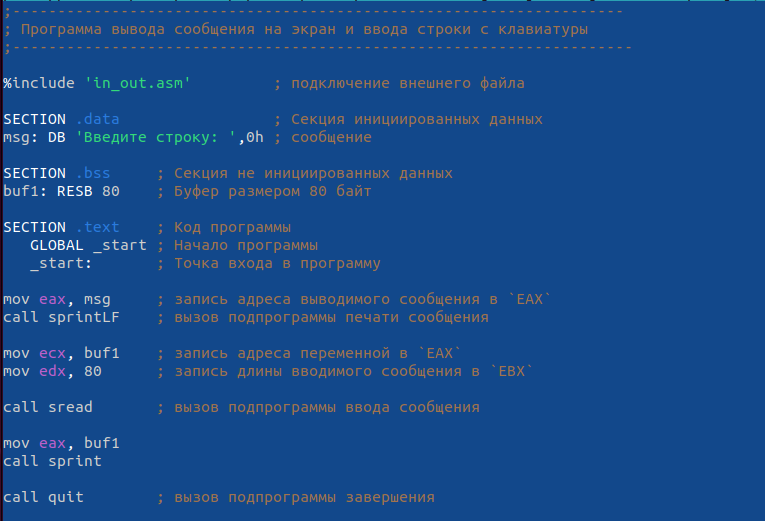 ;--------------------------------------------------------------------
; Программа вывода сообщения на экран и ввода строки с клавиатуры
;---------------------------------------------------------------------
%include 'in_out.asm'         ; подключение внешнего файла
SECTION .data                 ; Секция инициированных данных
msg: DB 'Введите строку: ',0h ; сообщение
SECTION .bss     ; Секция не инициированных данных
buf1: RESB 80    ; Буфер размером 80 байт
SECTION .text    ; Код программы
   GLOBAL _start ; Начало программы
   _start:       ; Точка входа в программу
mov eax, msg     ; запись адреса выводимого сообщения в `EAX`
call sprintLF    ; вызов подпрограммы печати сообщения
mov ecx, buf1    ; запись адреса переменной в `EAX`
mov edx, 80      ; запись длины вводимого сообщения в `EBX`
call sread       ; вызов подпрограммы ввода сообщения
mov eax, buf1
call sprint
call quit        ; вызов подпрограммы завершения